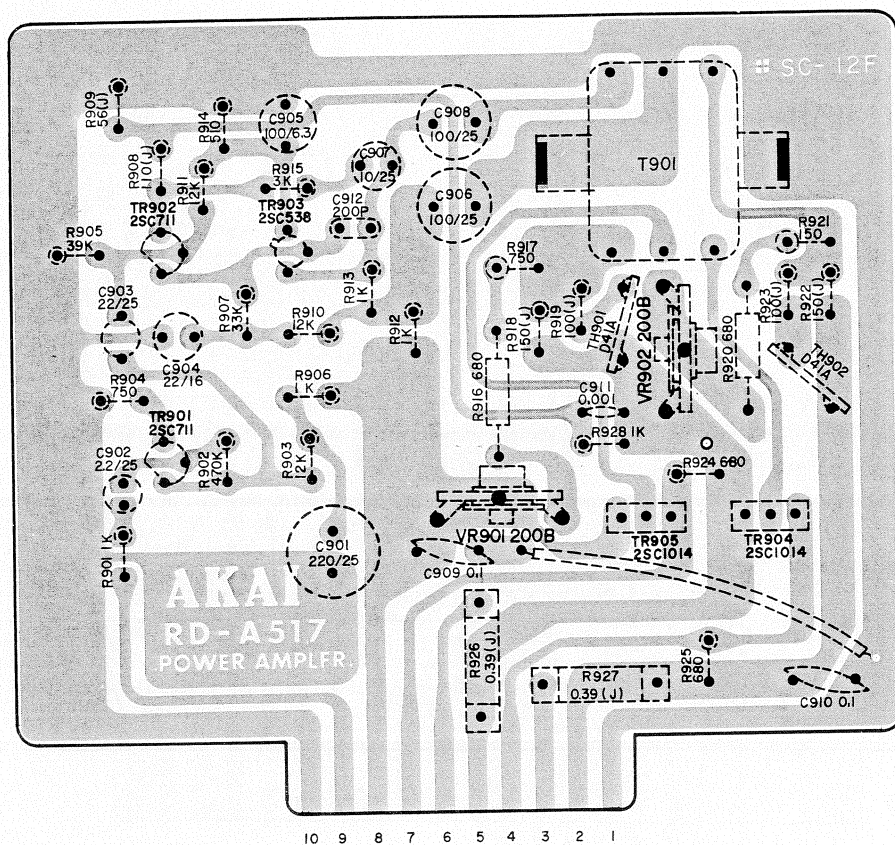 SC-12F
R909
56(J)
R914
510
C905
100/6.3
C908
100/25
T901
R908
110(J)
R911
12K
R915
3K
C907
10/25
C912
200P
C906
100/25
TR902
2SC711
TR903
2SC538
R905
39K
R917
750
R921
150
C903
22/25
R907
33K
R910
12K
R913
1K
R912
1K
R918
150(J)
R919
100(J)
TH901
D41A
VR902 200B
R920 680
R923
100(J)
R922
150(J)
TH902
D41A
C904
22/16
R904
750
R906
1K
R916 680
C911
0.001
TR901
2SC711
R928 1K
C902
2.2/25
R902
470K
R903
12K
R924 680
R901 1K
C901
220/25
VR901 200B
TR905
2SC1014
TR904
2SC1014
C909 0.1
AKAI
RD-A517
POWER AMPLFR.
R926
0.39(J)
R927
0.39(J)
R925
680
C910 0.1
10 9 8 7 6 5 4 3 2 1